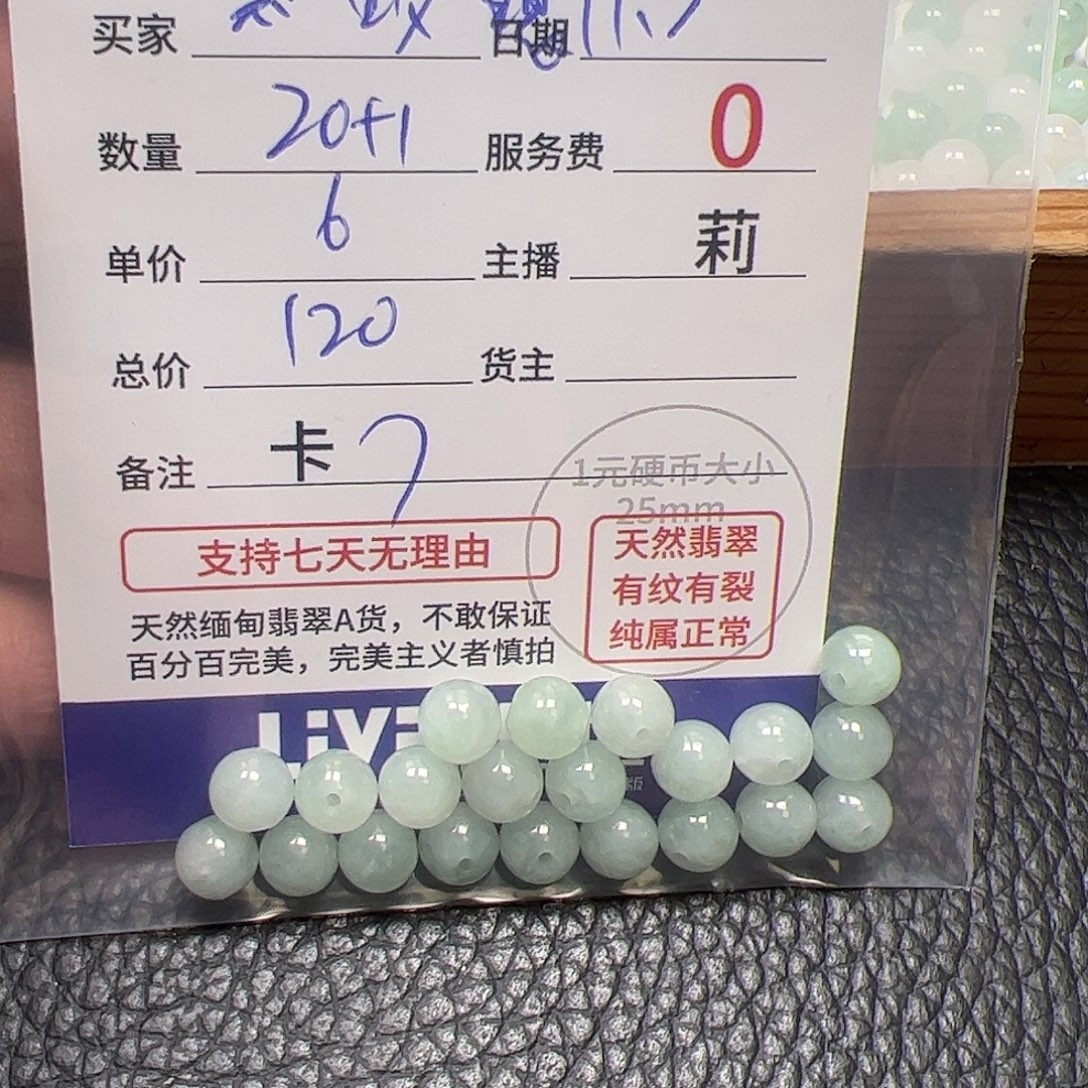 买家 日期 11.7
数量 20+1 服务费 0
单价 6 主播 莉
总价 120 货主
备注 卡 7
1元硬币大小
25mm
支持七天无理由
天然翡翠
有纹有裂
纯属正常
天然缅甸翡翠A货，不敢保证
百分百完美，完美主义者慎拍
LiVi
版